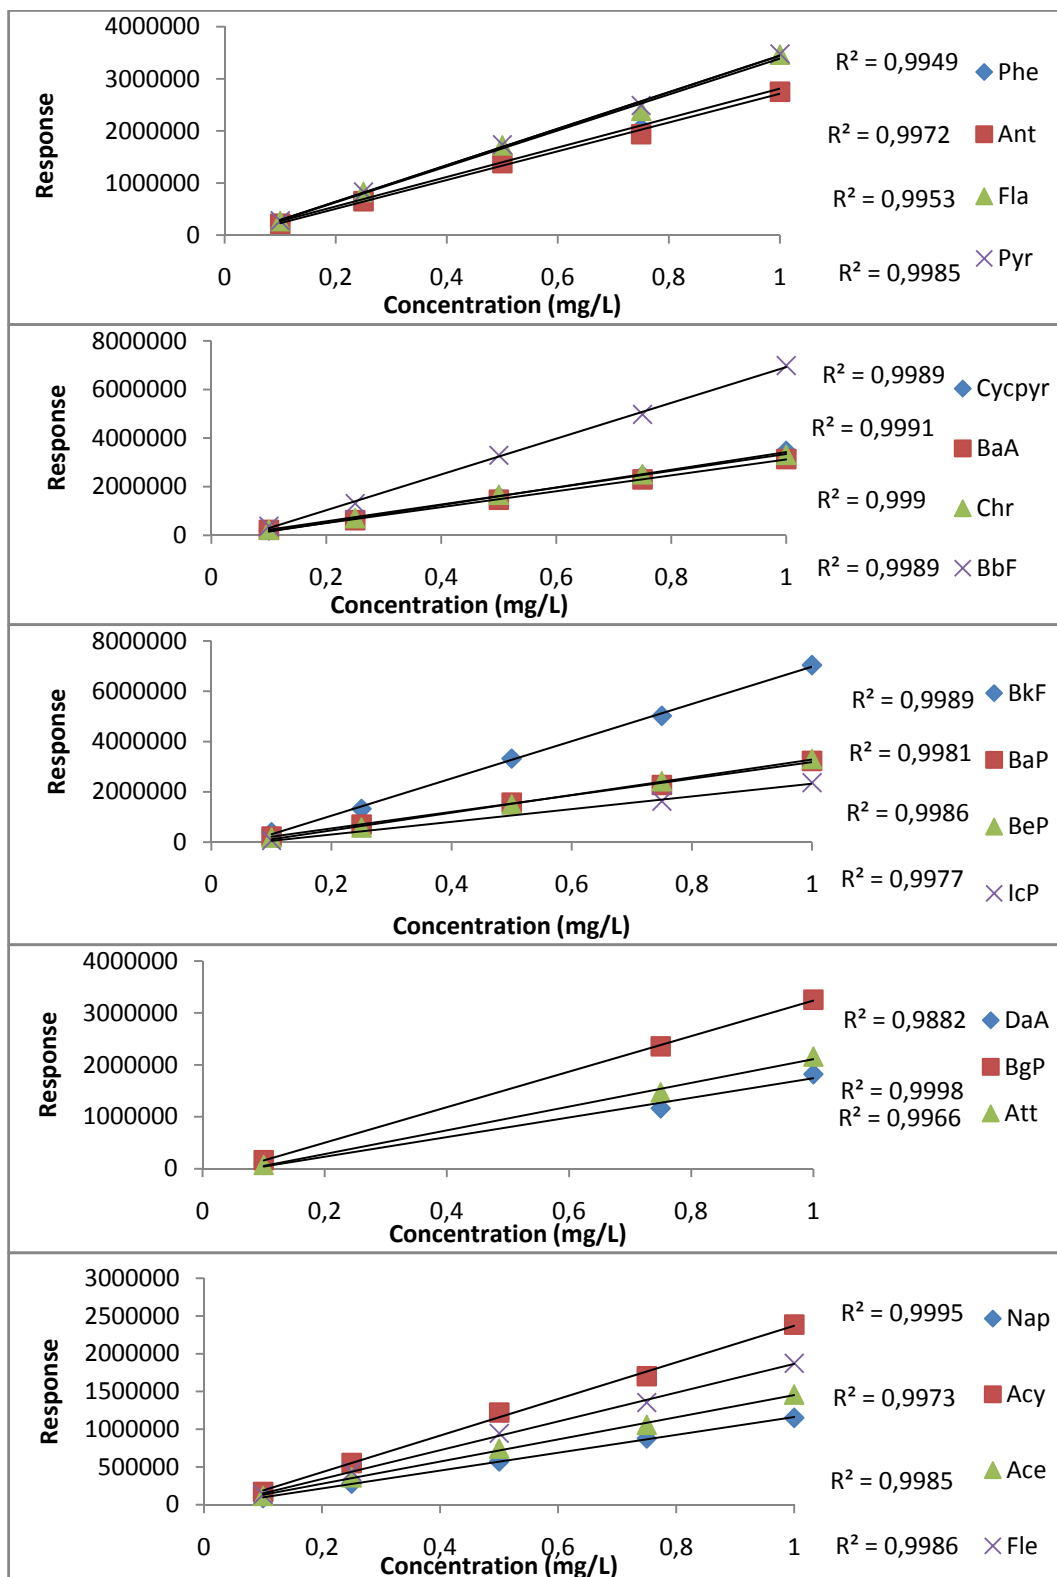 4000000
3000000
2000000
1000000
0
Response
0 0,2 0,4 0,6 0,8 1
Concentration (mg/L)
R² = 0,9949
R² = 0,9972
R² = 0,9953
R² = 0,9985
Phe
Ant
Fla
Pyr
8000000
6000000
4000000
2000000
0
Response
0 0,2 0,4 0,6 0,8 1
Concentration (mg/L)
R² = 0,9989
R² = 0,9991
R² = 0,999
R² = 0,9989
Cycpyr
BaA
Chr
BbF
8000000
6000000
4000000
2000000
0
Response
0 0,2 0,4 0,6 0,8 1
Concentration (mg/L)
R² = 0,9989
R² = 0,9981
R² = 0,9986
R² = 0,9977
BkF
BaP
BeP
IcP
4000000
3000000
2000000
1000000
0
Response
0 0,2 0,4 0,6 0,8 1
Concentration (mg/L)
R² = 0,9882
R² = 0,9998
R² = 0,9966
DaA
BgP
Att
3000000
2500000
2000000
1500000
1000000
500000
0
Response
0 0,2 0,4 0,6 0,8 1
Concentration (mg/L)
R² = 0,9995
R² = 0,9973
R² = 0,9985
R² = 0,9986
Nap
Acy
Ace
Fle